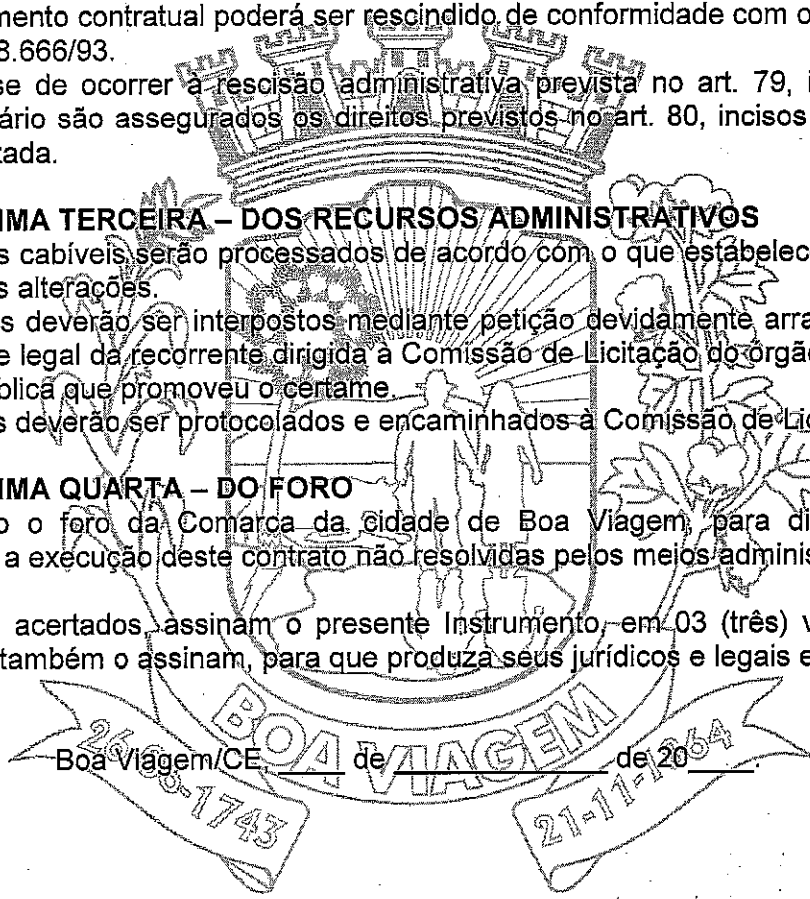 mento contratual poderá ser rescindido de conformidade com o
8.666/93.
se de ocorrer à rescisão administrativa prevista no art. 79, i
ário são assegurados os direitos previstos no art. 80, incisos
tada.
IMA TERCEIRA – DOS RECURSOS ADMINISTRATIVOS
s cabíveis serão processados de acordo com o que estabelec
s alterações.
s deverão ser interpostos mediante petição devidamente arra
e legal da recorrente dirigida à Comissão de Licitação do órgão
blica que promoveu o certame.
s deverão ser protocolados e encaminhados à Comissão de Lic
IMA QUARTA – DO FORO
o o foro da Comarca da cidade de Boa Viagem, para di
a execução deste contrato não resolvidas pelos meios adminis
acertados, assinam o presente Instrumento, em 03 (três) v
também o assinam, para que produza seus jurídicos e legais e
BOA VIAGEM
Boa Viagem/CE, ____ de ____________ de 20____.
1743
21-11-1864